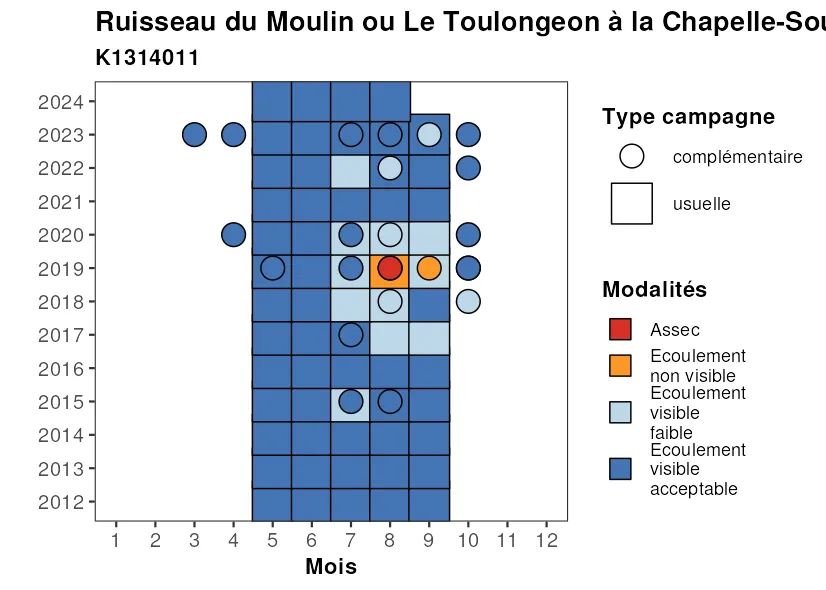 Ruisseau du Moulin ou Le Toulongeon à la Chapelle-Sou
K1314011
2024
2023
2022
2021
2020
2019
2018
2017
2016
2015
2014
2013
2012
1 2 3 4 5 6 7 8 9 10 11 12
Mois
Type campagne
complémentaire
usuelle
Modalités
Assec
Ecoulement
non visible
Ecoulement
visible
faible
Ecoulement
visible
acceptable